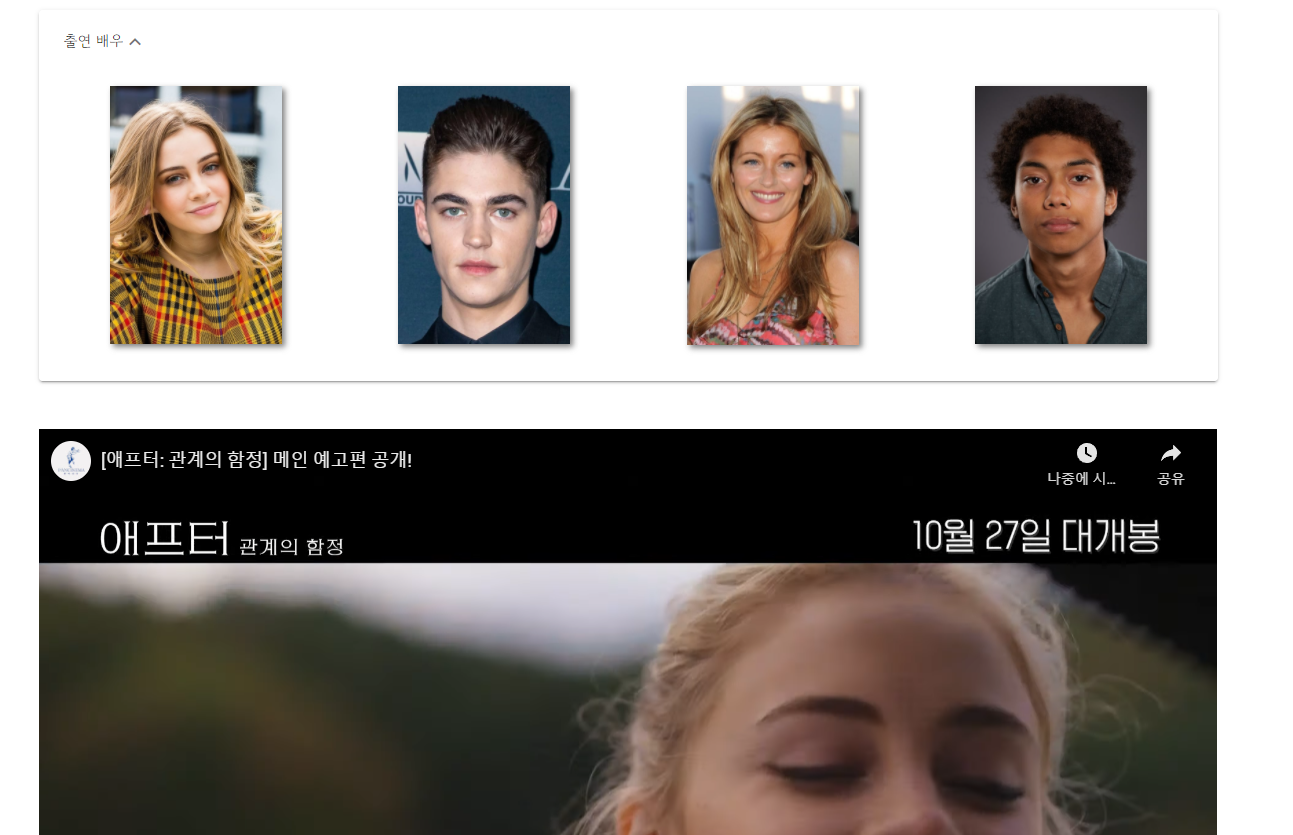 출연 배우
OUR
[애프터: 관계의 함정] 메인 예고편 공개!
나중에 시...
공유
애프터 관계의 함정
10월 27일 대개봉